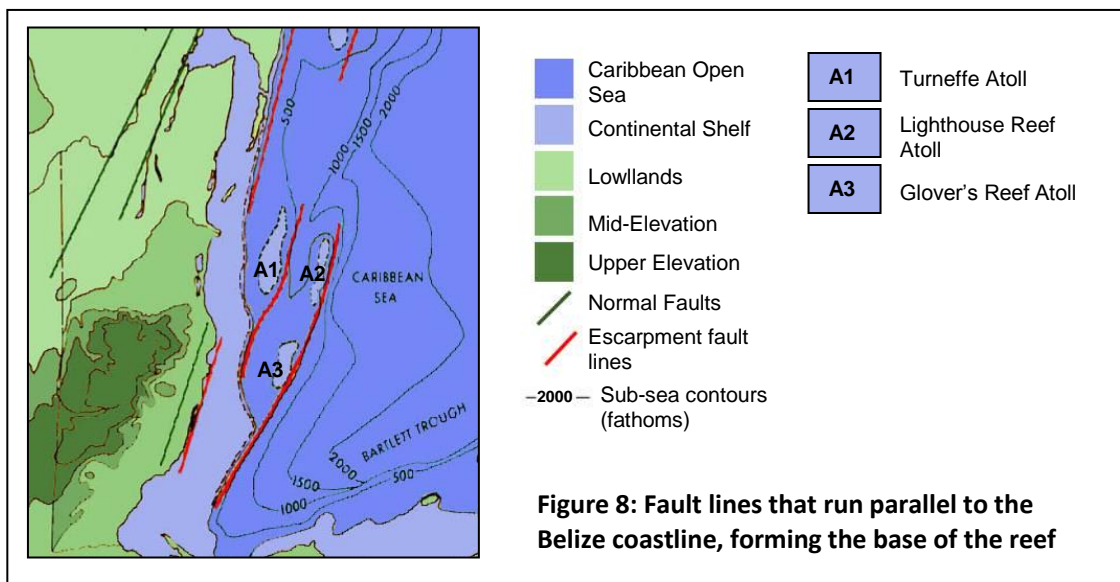 500
1000
1500
2000
A1
A2
A3
CARIBBEAN
SEA
BARTLETT TROUGH
2000
1500
1000
500
Caribbean Open
Sea
Continental Shelf
Lowllands
Mid-Elevation
Upper Elevation
Normal Faults
Escarpment fault
lines
–2000 – Sub-sea contours
(fathoms)
A1 Turneffe Atoll
A2 Lighthouse Reef
Atoll
A3 Glover's Reef Atoll
Figure 8: Fault lines that run parallel to the
Belize coastline, forming the base of the reef